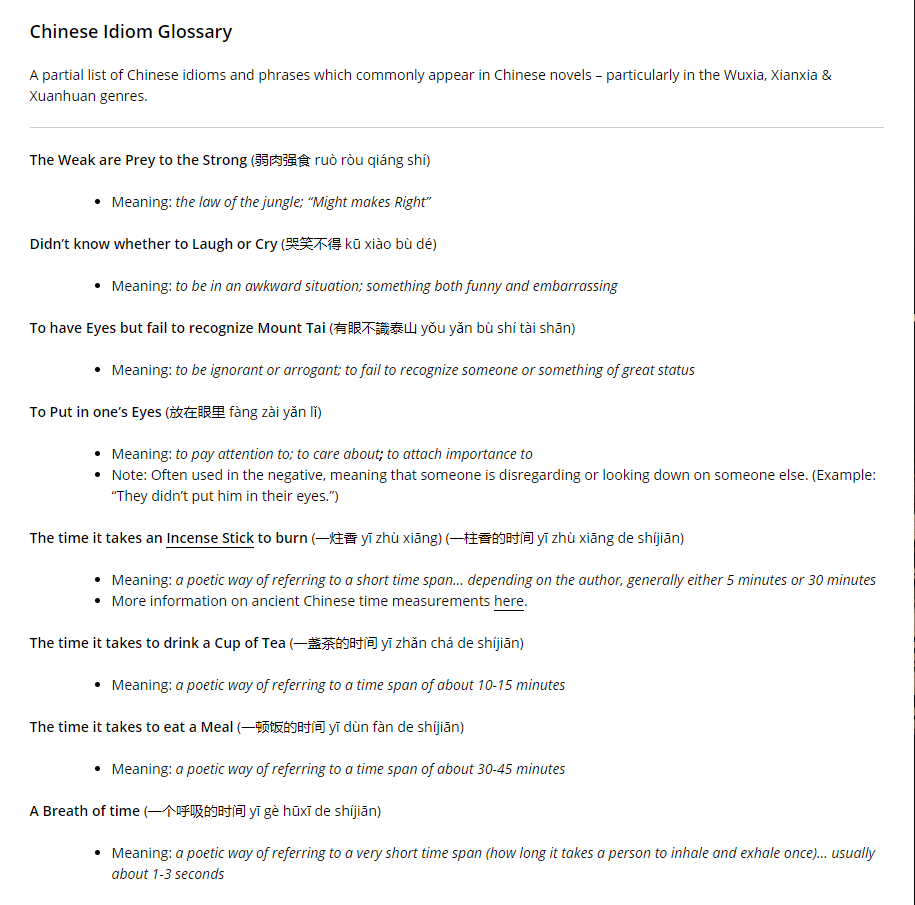 Chinese Idiom Glossary
A partial list of Chinese idioms and phrases which commonly appear in Chinese novels – particularly in the Wuxia, Xianxia &
Xuanhuan genres.
The Weak are Prey to the Strong (弱肉强食 ruò ròu qiáng shí)
• Meaning: the law of the jungle; “Might makes Right”
Didn’t know whether to Laugh or Cry (哭笑不得 kū xiào bù dé)
• Meaning: to be in an awkward situation; something both funny and embarrassing
To have Eyes but fail to recognize Mount Tai (有眼不識泰山 yǒu yǎn bù shí tài shān)
• Meaning: to be ignorant or arrogant; to fail to recognize someone or something of great status
To Put in one’s Eyes (放在眼里 fàng zài yǎn lǐ)
• Meaning: to pay attention to; to care about; to attach importance to
• Note: Often used in the negative, meaning that someone is disregarding or looking down on someone else. (Example:
“They didn’t put him in their eyes.”)
The time it takes an Incense Stick to burn (一炷香 yī zhù xiāng) (一柱香的时间 yī zhù xiāng de shíjiān)
• Meaning: a poetic way of referring to a short time span… depending on the author, generally either 5 minutes or 30 minutes
• More information on ancient Chinese time measurements here.
The time it takes to drink a Cup of Tea (一盏茶的时间 yī zhǎn chá de shíjiān)
• Meaning: a poetic way of referring to a time span of about 10-15 minutes
The time it takes to eat a Meal (一顿饭的时间 yī dùn fàn de shíjiān)
• Meaning: a poetic way of referring to a time span of about 30-45 minutes
A Breath of time (一个呼吸的时间 yī gè hūxī de shíjiān)
• Meaning: a poetic way of referring to a very short time span (how long it takes a person to inhale and exhale once)… usually
about 1-3 seconds